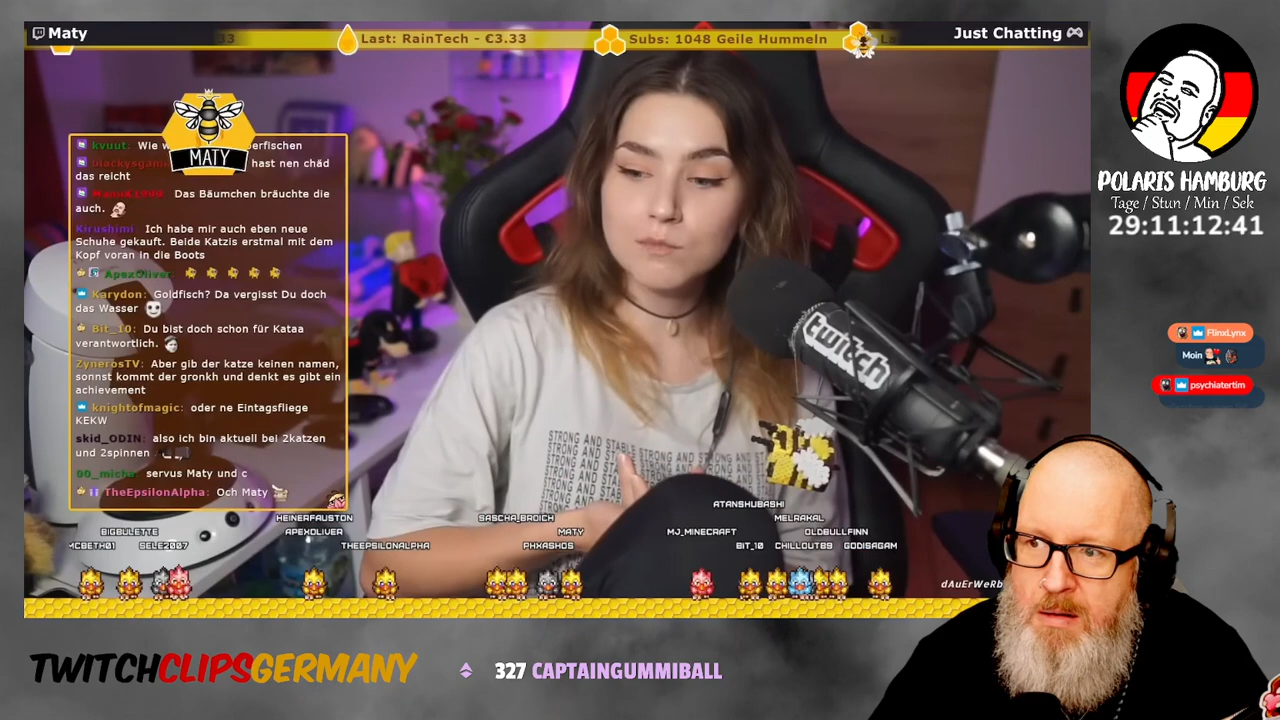 Maty
33
Last: RainTech - €3.33
Subs: 1048 Geile Hummeln
La
Just Chatting
MATY
kvuut: Wie w
erfischen
hast nen chäd
das reicht
Das Bäumchen bräuchte die
auch.
Kirushimi Ich habe mir auch eben neue
Schuhe gekauft. Beide Katzis erstmal mit dem
Kopf voran in die Boots
ApexOliver:
Karydon: Goldfisch? Da vergisst Du doch
das Wasser
Bit_10: Du bist doch schon für Kataa
verantwortlich.
ZynerosTV: Aber gib der katze keinen namen,
sonst kommt der gronkh und denkt es gibt ein
achievement
knightofmagic: oder ne Eintagsfliege
KEKW
skid_ODIN: also ich bin aktuell bei 2katzen
und 2spinnen
00_micha servus Maty und c
TheEpsilonAlpha: Och Maty
twitch
STRONG AND STABLE
STRONG AND
POLARIS HAMBURG
Tage / Stun / Min / Sek
29:11:12:41
FlinxLynx
Moin
psychiatertim
ATANSHUBASHI
HEINERFAUSTON
SASCHA_BROICH
MELRAKAL
BIGBULETTE
APEXOLIVER
MATY
MJ_MINECRAFT
OLDBULLFINN
MCBETH01
SELE2007
THEEPSILONALPHA
PHXASHOS
BIT_10
CHILLOUT89
GODISAGAM
dAuErWeRb
TWITCHCLIPSGERMANY
327 CAPTAINGUMMIBALL